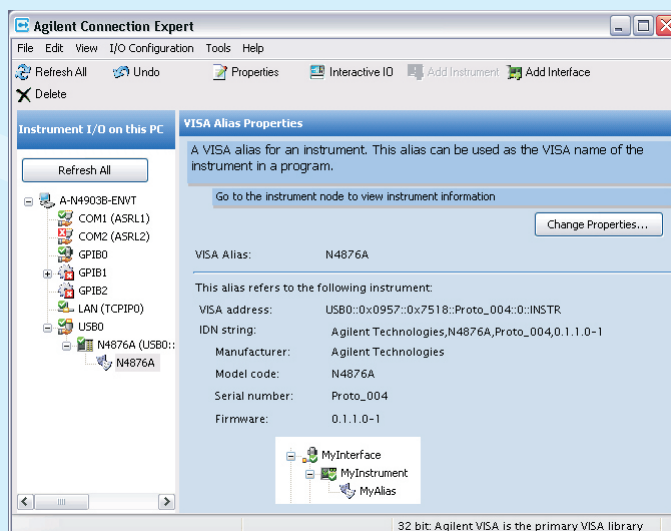 Agilent Connection Expert
File Edit View I/O Configuration Tools Help
Refresh All Undo Properties Interactive IO Add Instrument Add Interface
Delete
Instrument I/O on this PC
Refresh All
A-N4903B-ENVT
COM1 (ASRL1)
COM2 (ASRL2)
GPIB0
GPIB1
GPIB2
LAN (TCPIP0)
USB0
N4876A (USB0::
N4876A
VISA Alias Properties
A VISA alias for an instrument. This alias can be used as the VISA name of the
instrument in a program.
Go to the instrument node to view instrument information
Change Properties...
VISA Alias: N4876A
This alias refers to the following instrument:
VISA address: USB0::0x0957::0x7518::Proto_004::0::INSTR
IDN string: Agilent Technologies,N4876A,Proto_004,0.1.1.0-1
Manufacturer: Agilent Technologies
Model code: N4876A
Serial number: Proto_004
Firmware: 0.1.1.0-1
MyInterface
MyInstrument
MyAlias
32 bit: Agilent VISA is the primary VISA library